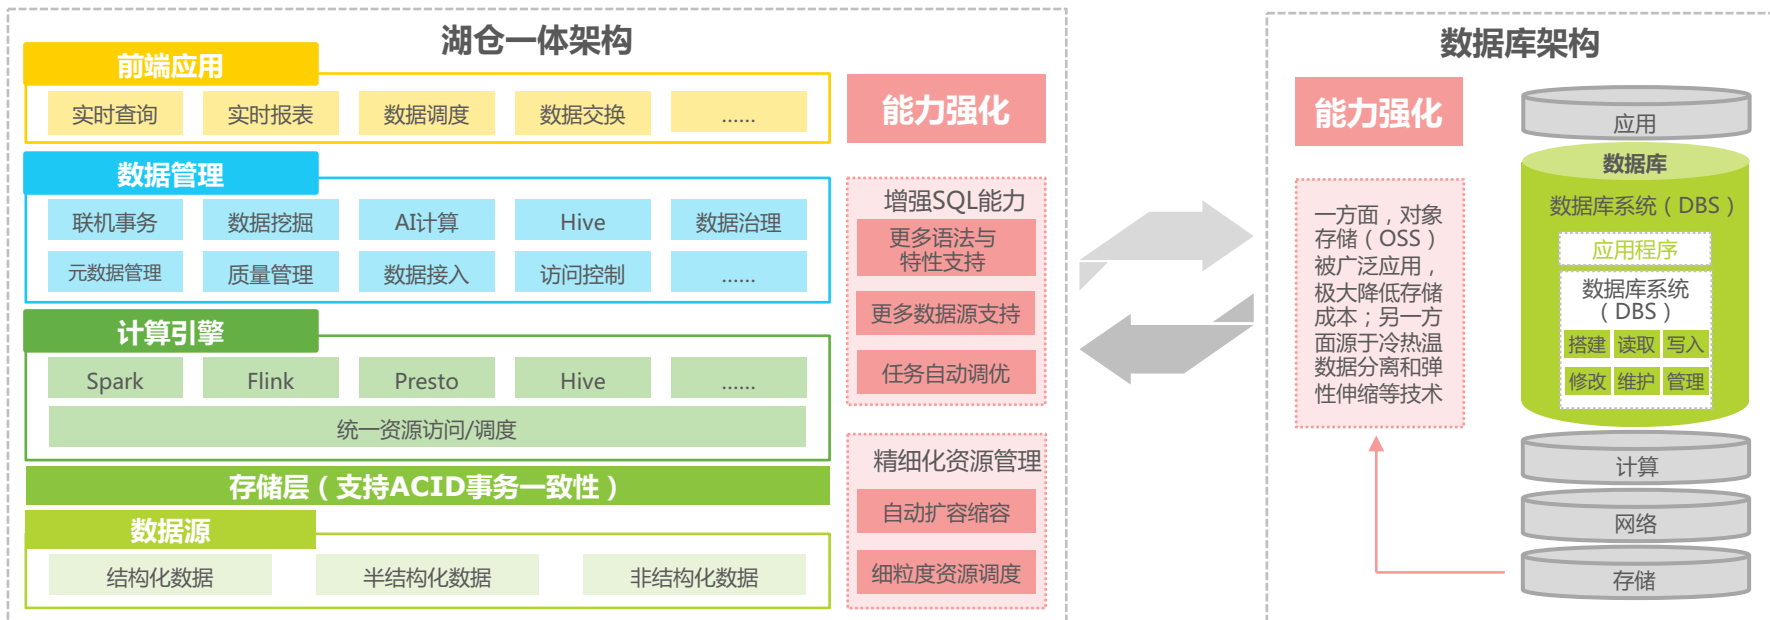 湖仓一体架构
前端应用
实时查询
实时报表
数据调度
数据交换
......
数据管理
联机事务
数据挖掘
AI计算
Hive
数据治理
元数据管理
质量管理
数据接入
访问控制
......
计算引擎
Spark
Flink
Presto
Hive
......
统一资源访问/调度
存储层（支持ACID事务一致性）
数据源
结构化数据
半结构化数据
非结构化数据
能力强化
增强SQL能力
更多语法与
特性支持
更多数据源支持
任务自动调优
精细化资源管理
自动扩容缩容
细粒度资源调度
数据库架构
能力强化
一方面，对象
存储（OSS）
被广泛应用，
极大降低存储
成本；另一方
面源于冷热温
数据分离和弹
性伸缩等技术
应用
数据库
数据库系统（DBS）
应用程序
数据库系统
（DBS）
搭建
读取
写入
修改
维护
管理
计算
网络
存储